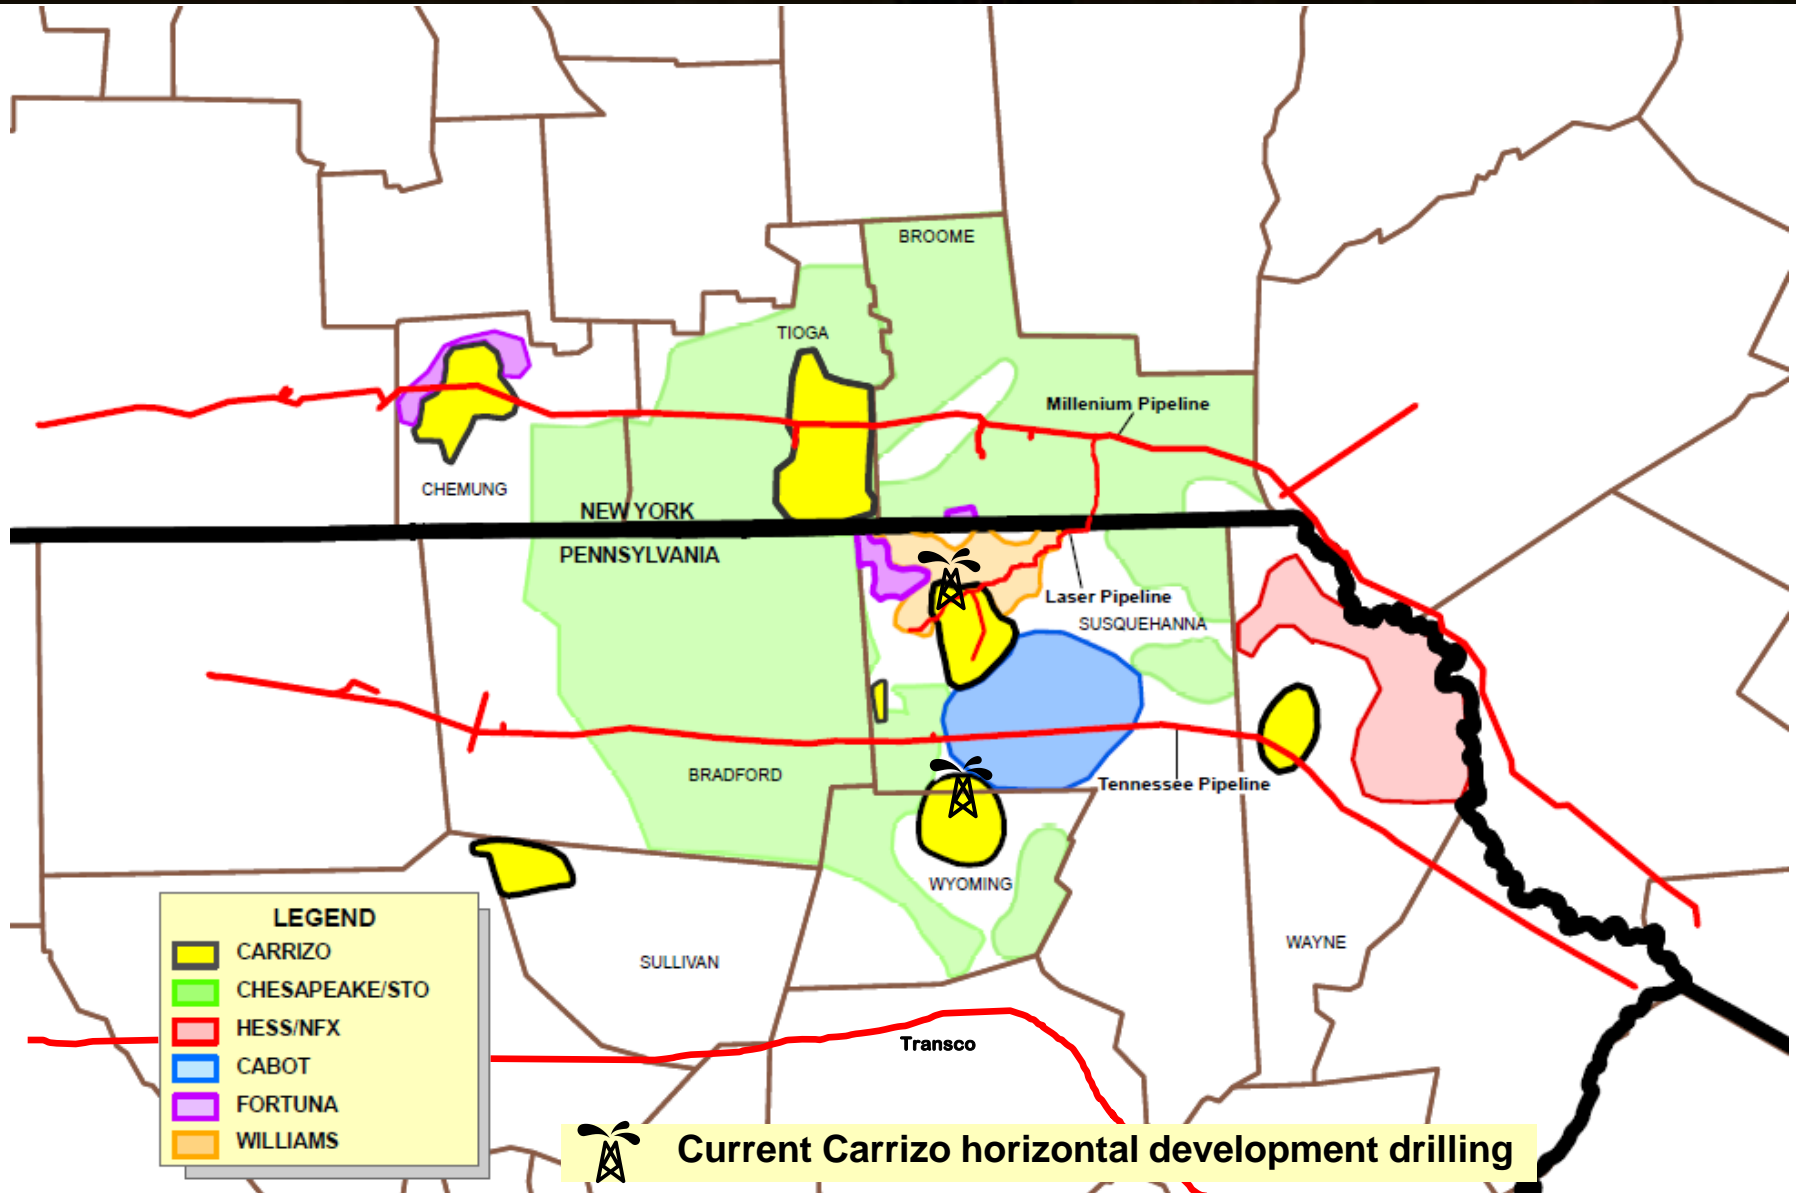 BROOME
TIOGA
Millenium Pipeline
CHEMUNG
NEW YORK
PENNSYLVANIA
Laser Pipeline
SUSQUEHANNA
BRADFORD
Tennessee Pipeline
WYOMING
WAYNE
SULLIVAN
LEGEND
CARRIZO
CHESAPEAKE/STO
HESS/NFX
CABOT
FORTUNA
WILLIAMS
Transco
Current Carrizo horizontal development drilling